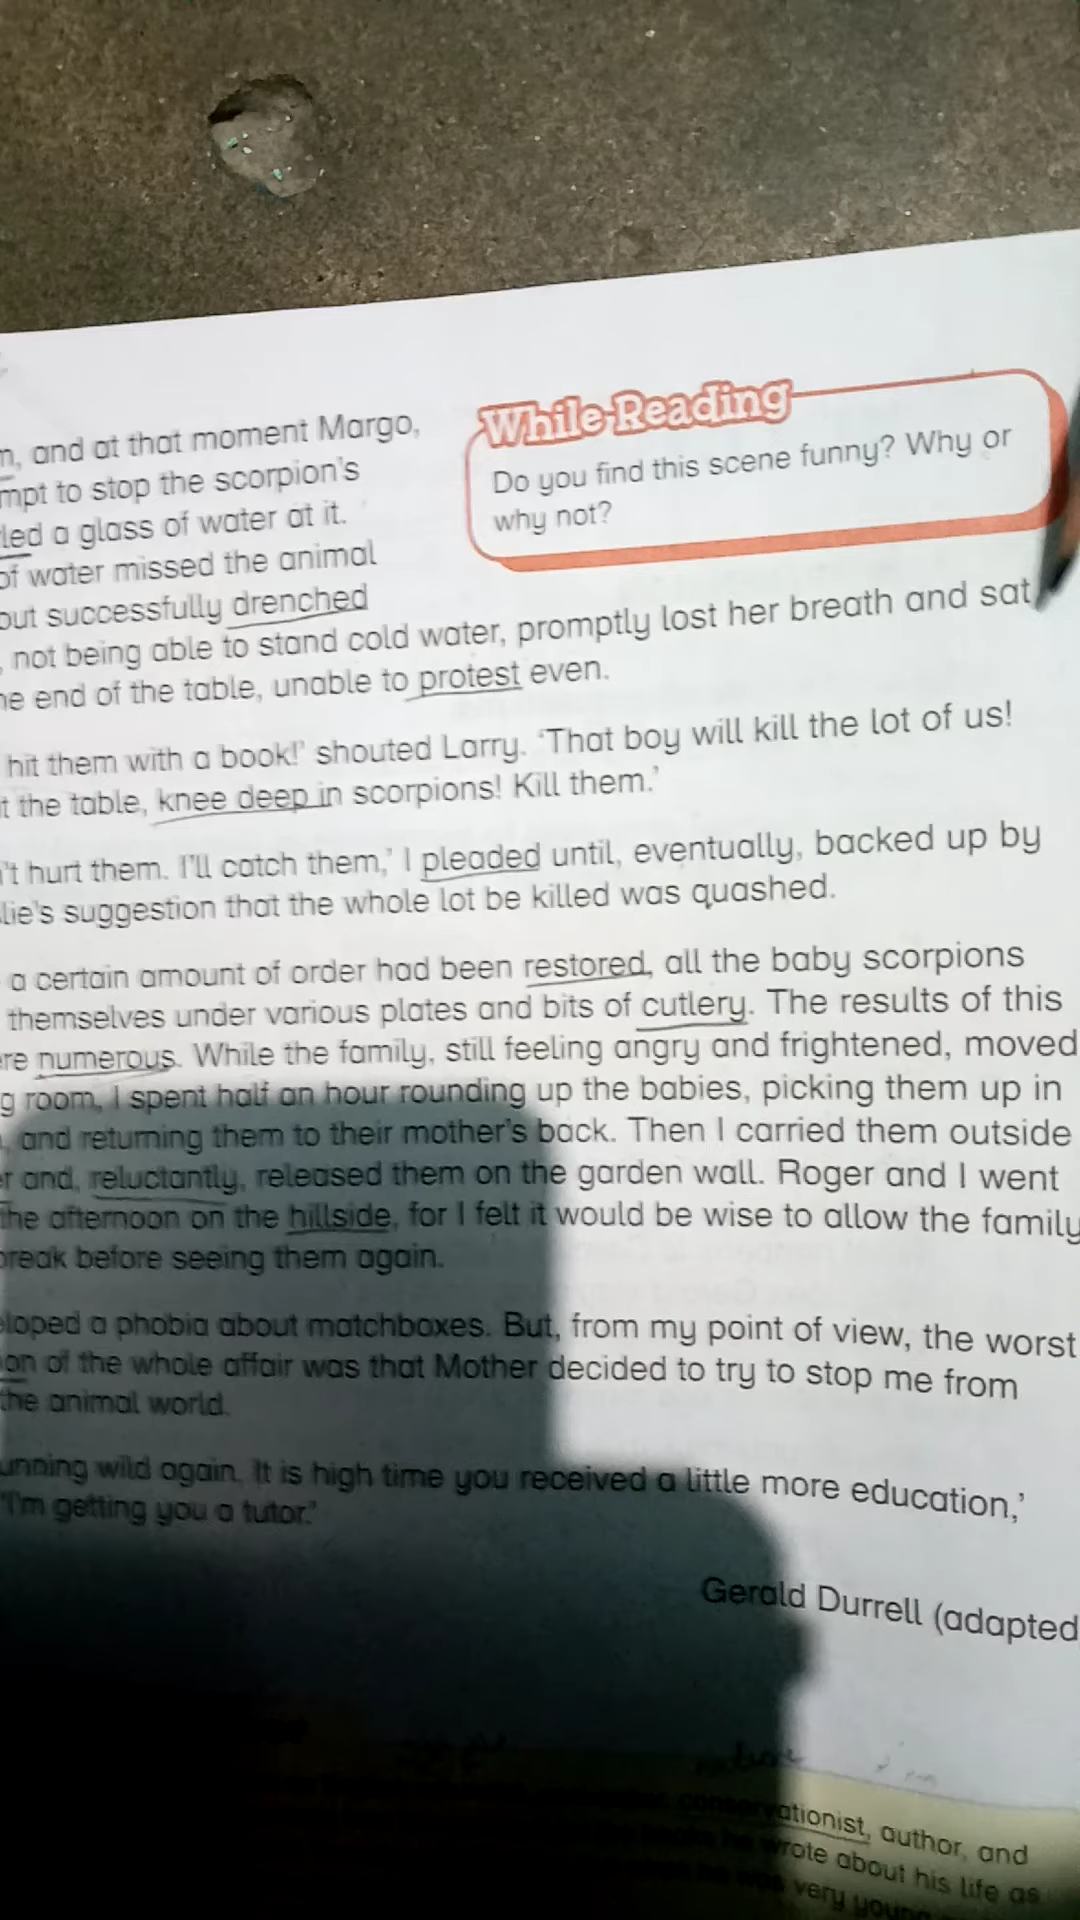 and at that moment Margo,
mpt to stop the scorpion's
led a glass of water at it.
of water missed the animal
out successfully drenched
While-Reading
Do you find this scene funny? Why or
why not?
not being able to stand cold water, promptly lost her breath and sat
he end of the table, unable to protest even.
hit them with a book!' shouted Larry. 'That boy will kill the lot of us!
t the table, knee deep in scorpions! Kill them.'
't hurt them. I'll catch them,' I pleaded until, eventually, backed up by
lie's suggestion that the whole lot be killed was quashed.
a certain amount of order had been restored, all the baby scorpions
themselves under various plates and bits of cutlery. The results of this
ere numerous. While the family, still feeling angry and frightened, moved
g room, I spent half an hour rounding up the babies, picking them up in
, and returning them to their mother's back. Then I carried them outside
er and, reluctantly, released them on the garden wall. Roger and I went
the afternoon on the hillside, for I felt it would be wise to allow the family
break before seeing them again.
eloped a phobia about matchboxes. But, from my point of view, the worst
on of the whole affair was that Mother decided to try to stop me from
the animal world.
unning wild again. It is high time you received a little more education,'
'I'm getting you a tutor.'
Gerald Durrell (adapted
conservationist, author, and
wrote about his life as
was very young